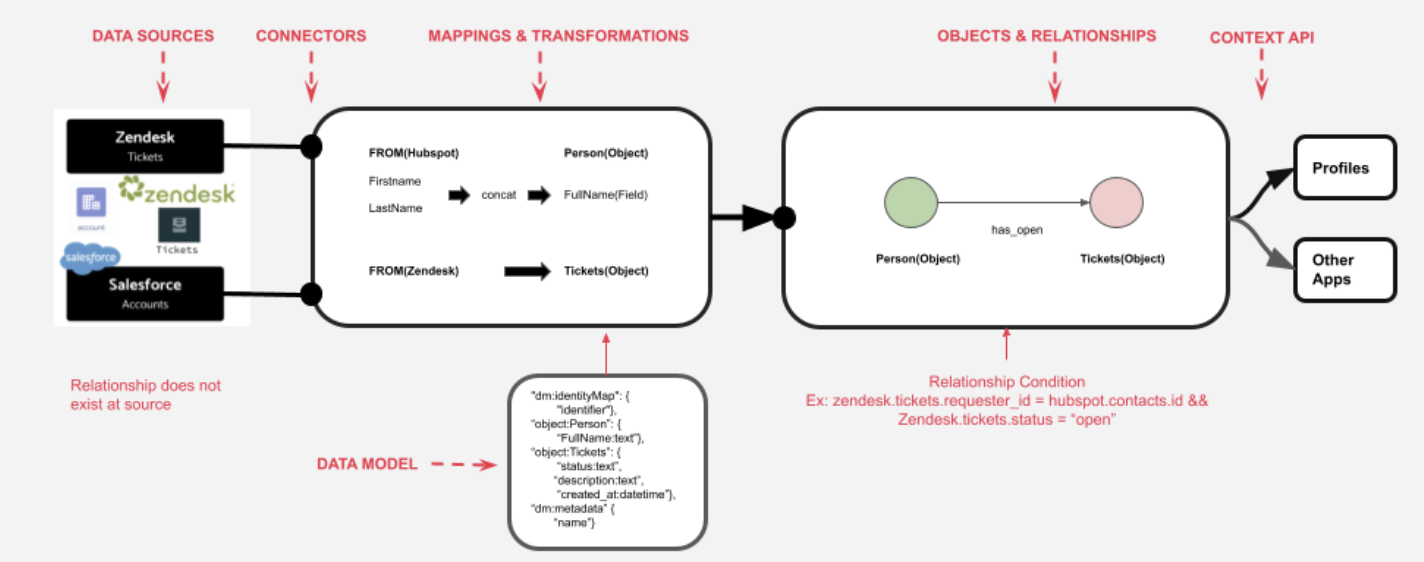 DATA SOURCES
CONNECTORS
MAPPINGS & TRANSFORMATIONS
OBJECTS & RELATIONSHIPS
CONTEXT API
Zendesk
Tickets
zendesk
account
Tickets
salesforce
Salesforce
Accounts
Relationship does not
exist at source
FROM(Hubspot)
Person(Object)
Firstname
LastName
concat
FullName(Field)
FROM(Zendesk)
Tickets(Object)
DATA MODEL
"dm:identityMap": {
"identifier"},
"object:Person": {
"FullName:text"},
"object:Tickets": {
"status:text",
"description:text",
"created_at:datetime"},
"dm:metadata" {
"name"}
has_open
Person(Object)
Tickets(Object)
Relationship Condition
Ex: zendesk.tickets.requester_id = hubspot.contacts.id &&
Zendesk.tickets.status = “open”
Profiles
Other
Apps